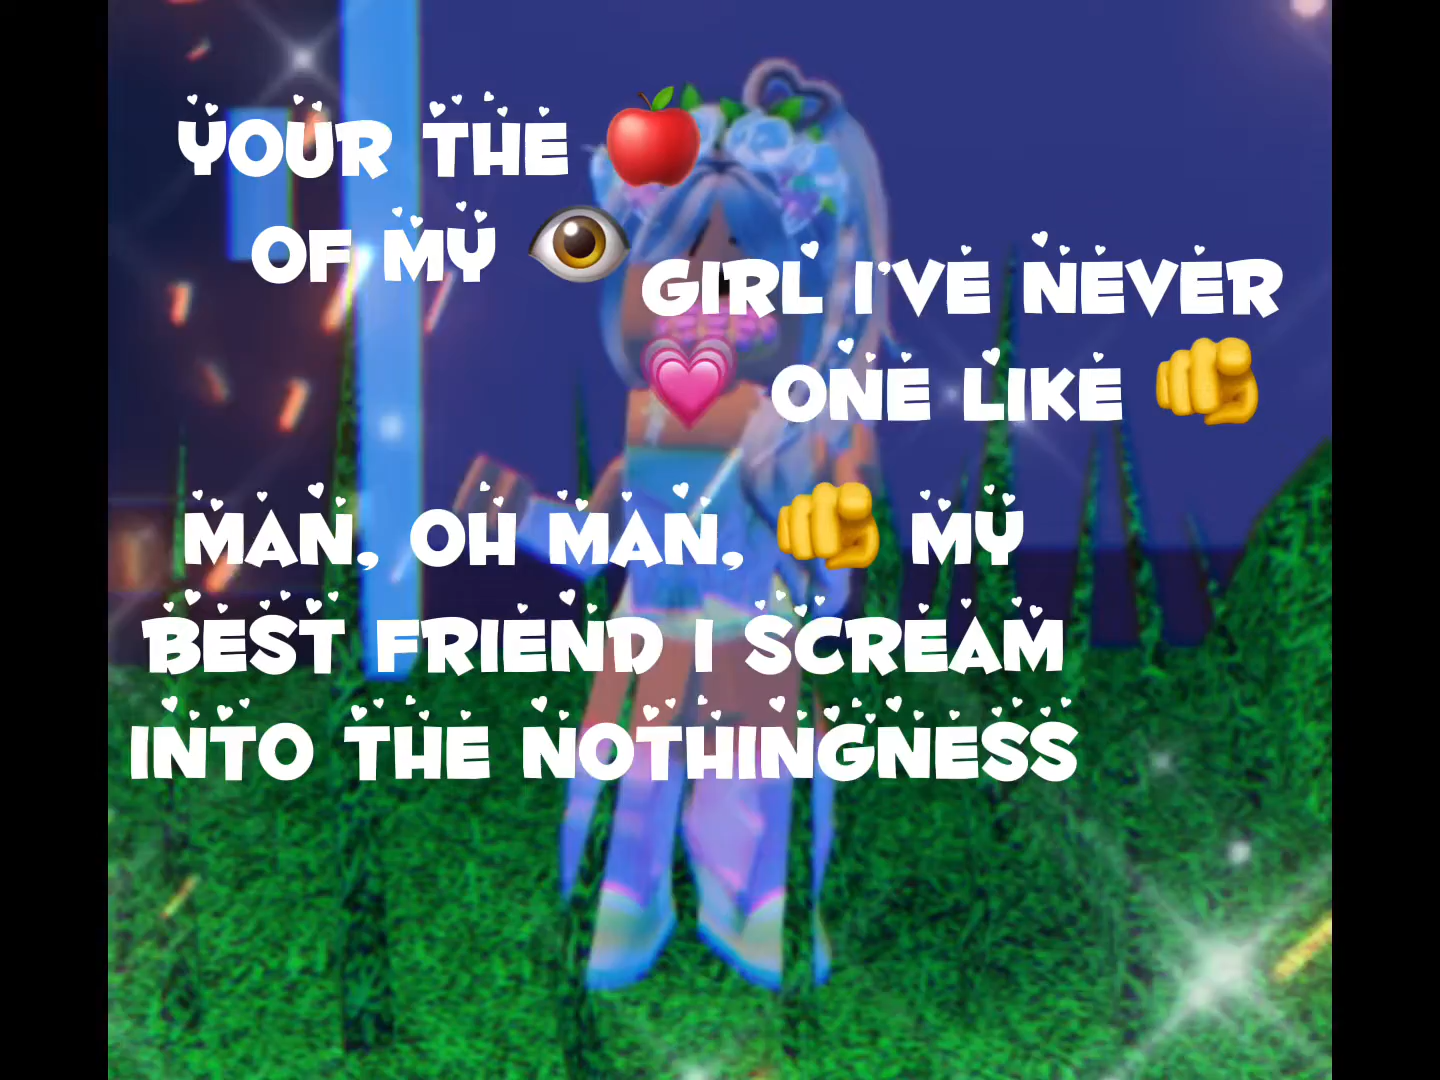 YOUR THE 🍎
OF MY 👁️
GIRL I'VE NEVER
💗 ONE LIKE 🫵
MAN, OH MAN, 🫵 MY
BEST FRIEND I SCREAM
INTO THE NOTHINGNESS